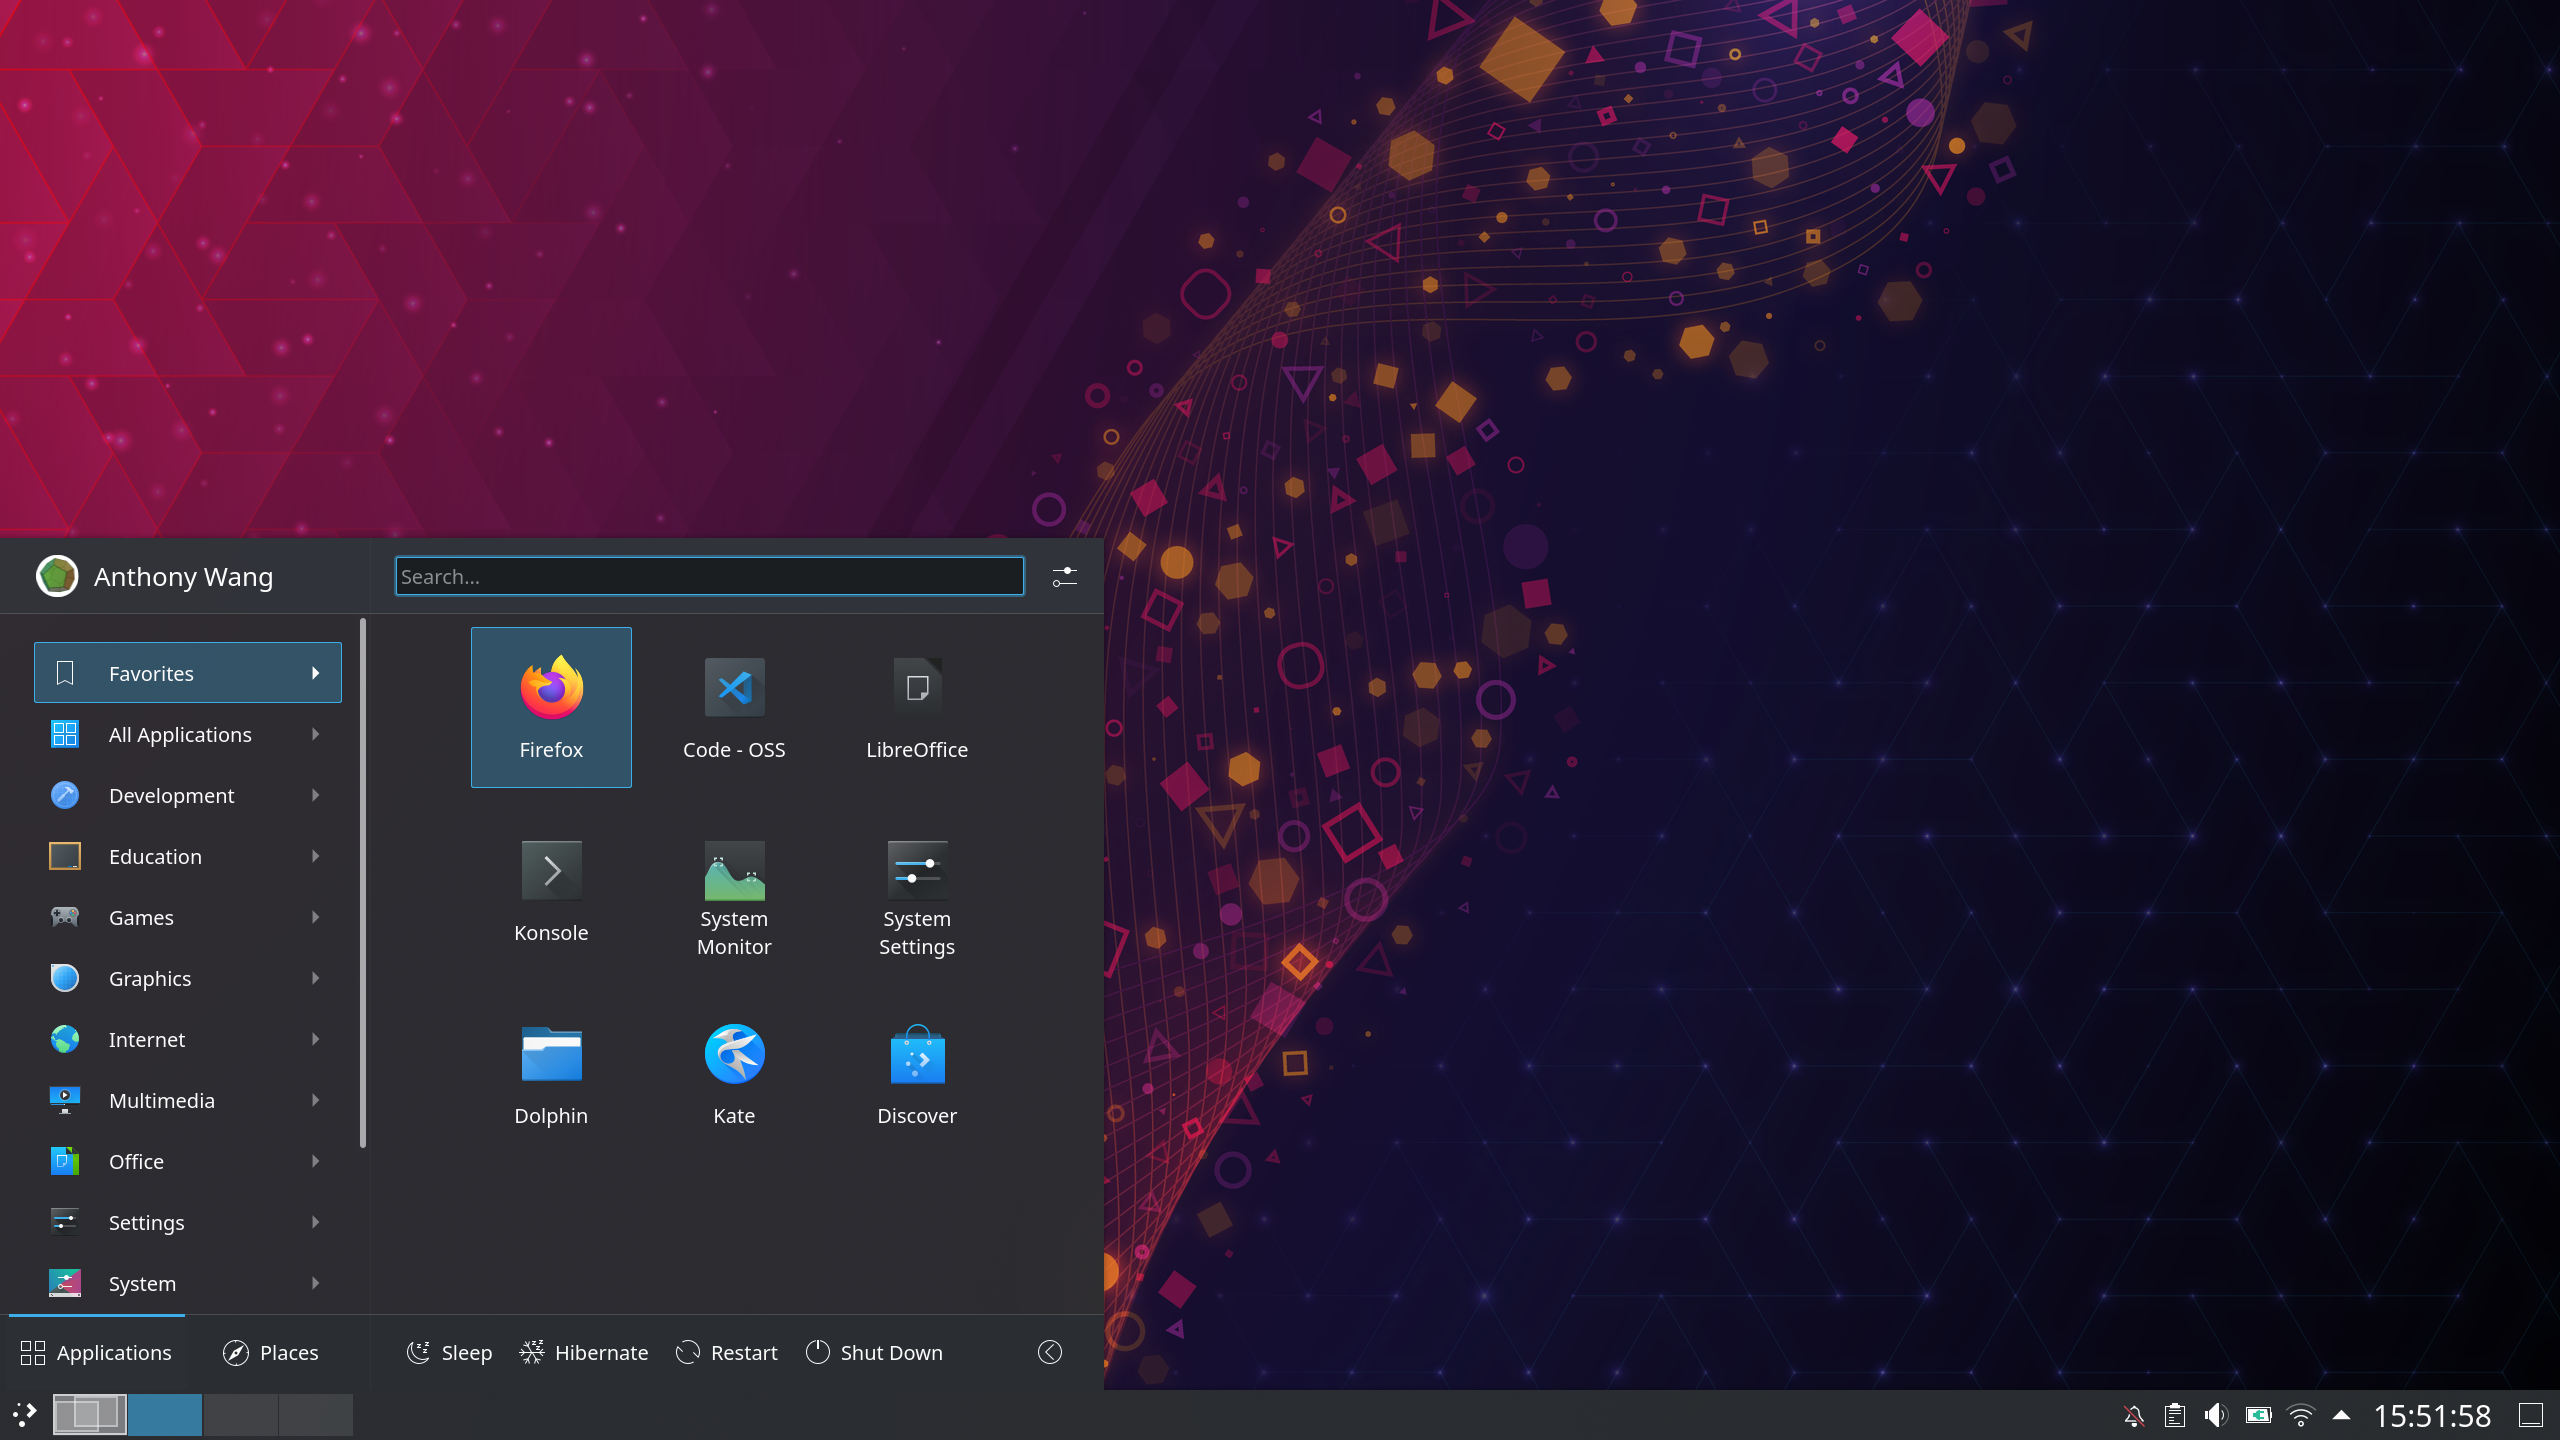 Anthony Wang
Search...
Favorites
All Applications
Development
Education
Games
Graphics
Internet
Multimedia
Office
Settings
System
Firefox
Code - OSS
LibreOffice
Konsole
System
Monitor
System
Settings
Dolphin
Kate
Discover
Applications
Places
Sleep
Hibernate
Restart
Shut Down
15:51:58